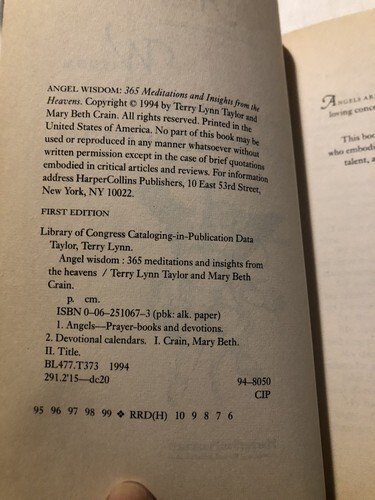 ANGEL WISDOM: 365 Meditations and Insights from the
Heavens. Copyright © 1994 by Terry Lynn Taylor and
Mary Beth Crain. All rights reserved. Printed in the
United States of America. No part of this book may be
used or reproduced in any manner whatsoever without
written permission except in the case of brief quotations
embodied in critical articles and reviews. For information
address HarperCollins Publishers, 10 East 53rd Street,
New York, NY 10022.
FIRST EDITION
Library of Congress Cataloging-in-Publication Data
Taylor, Terry Lynn.
Angel wisdom : 365 meditations and insights from
the heavens / Terry Lynn Taylor and Mary Beth
Crain.
p. cm.
ISBN 0-06-251067-3 (pbk: alk. paper)
1. Angels—Prayer-books and devotions.
2. Devotional calendars. I. Crain, Mary Beth.
II. Title.
BL477.T373 1994
291.2'15—dc20 94-8050
CIP
95 96 97 98 99 ❖ RRD(H) 10 9 8 7 6
ANGELS AR
loving conce
This boo
who embodi
talent, a